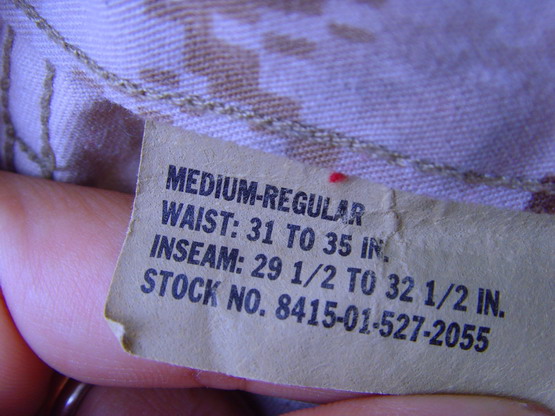 MEDIUM-REGULAR
WAIST: 31 TO 35 IN.
INSEAM: 29 1/2 TO 32 1/2 IN.
STOCK NO. 8415-01-527-2055